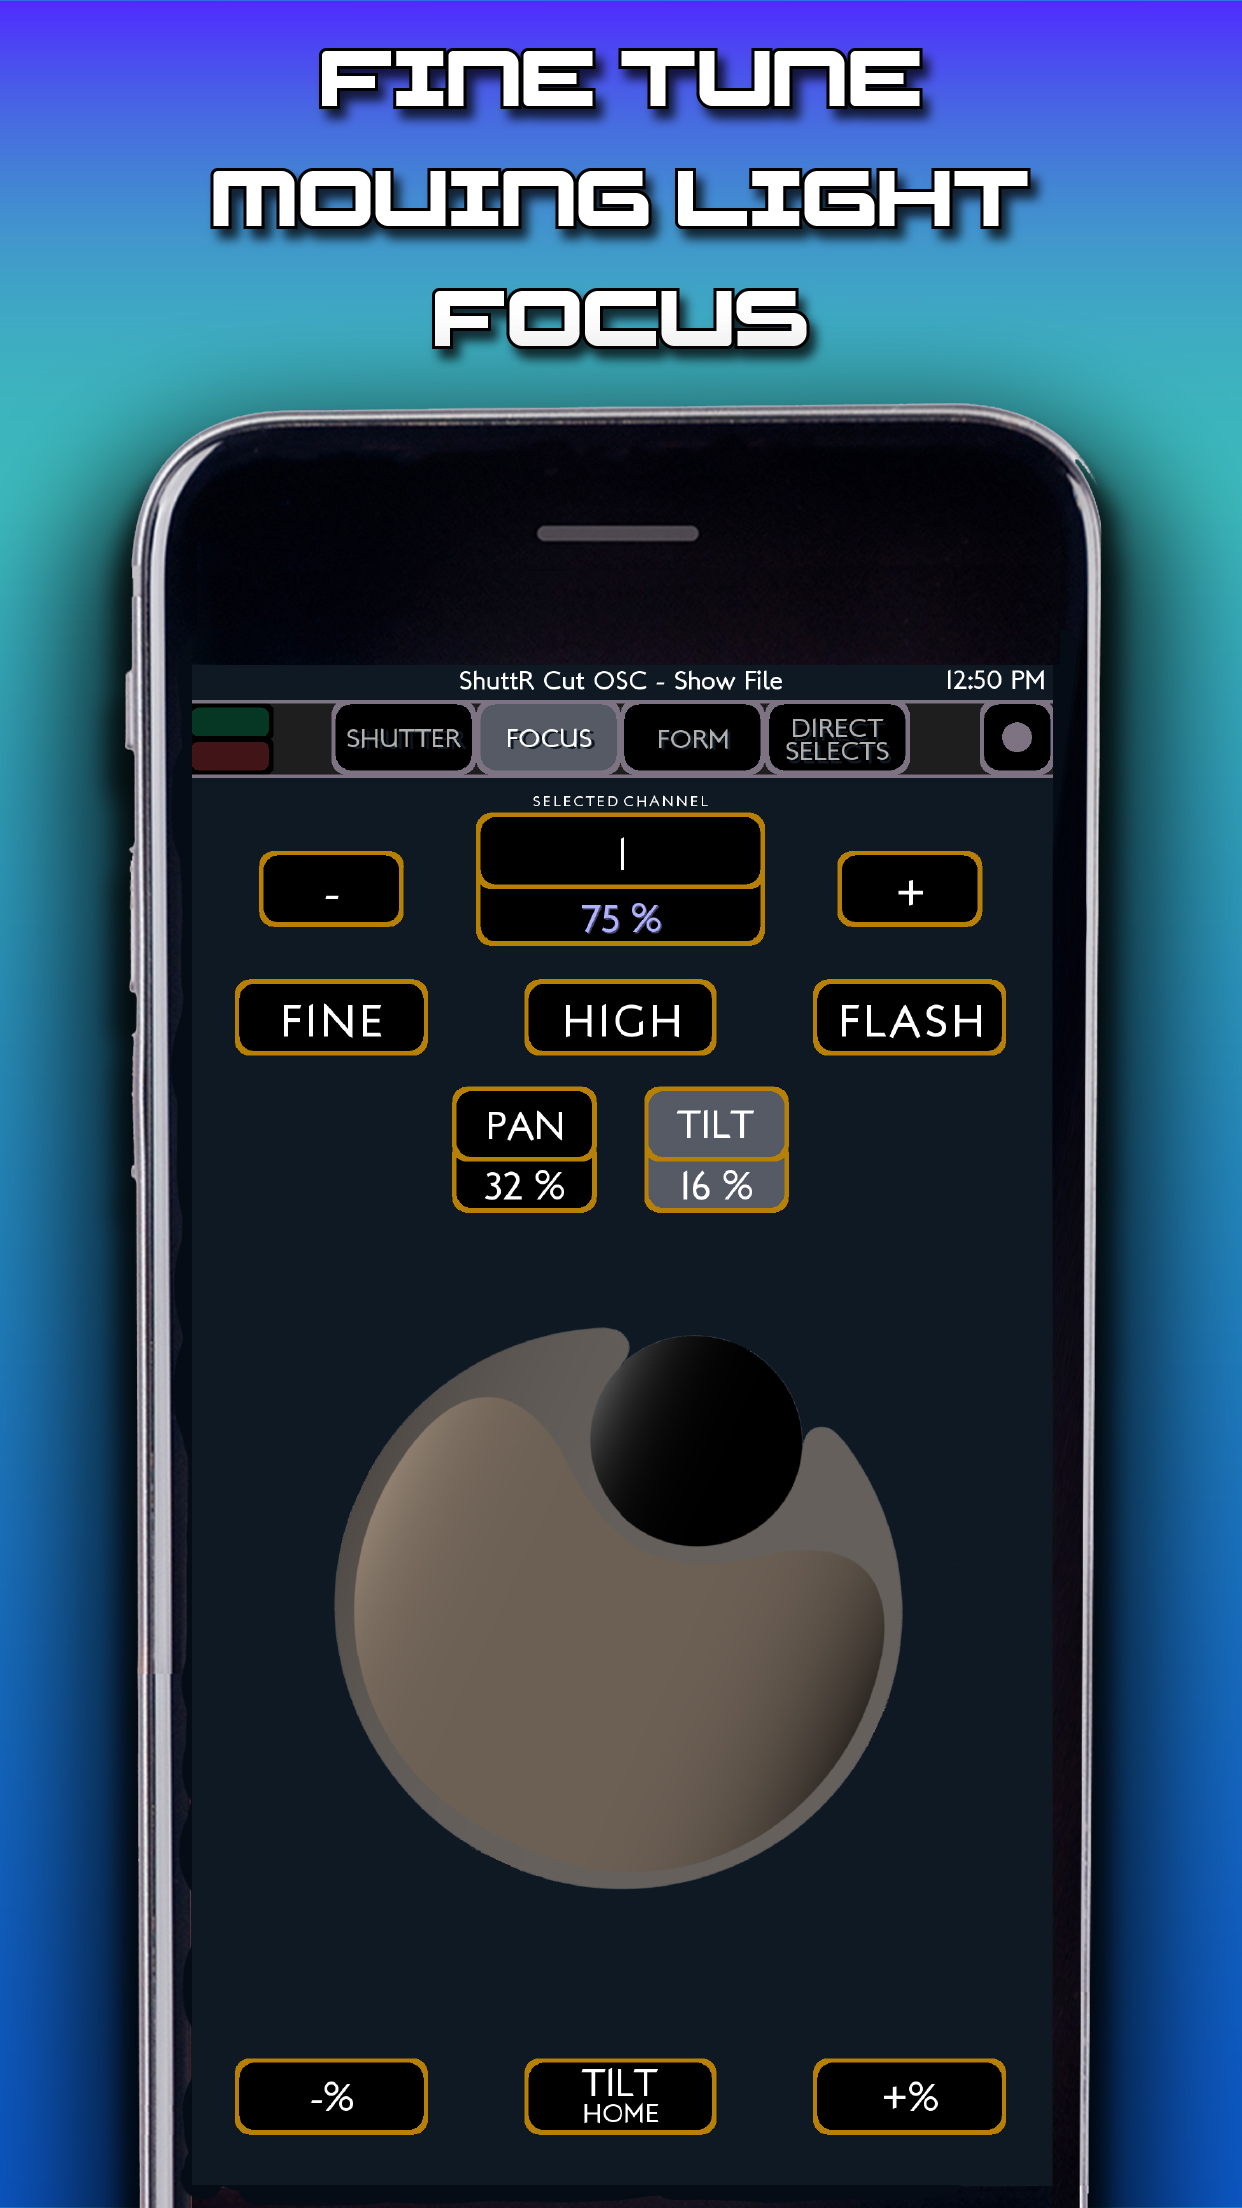 FINE TUNE
MOVING LIGHT
FOCUS
ShuttR Cut OSC - Show File
12:50 PM
SHUTTER
FOCUS
FORM
DIRECT
SELECTS
SELECTED CHANNEL
-
1
+
75 %
FINE
HIGH
FLASH
PAN
TILT
32 %
16 %
-%
TILT
HOME
+%